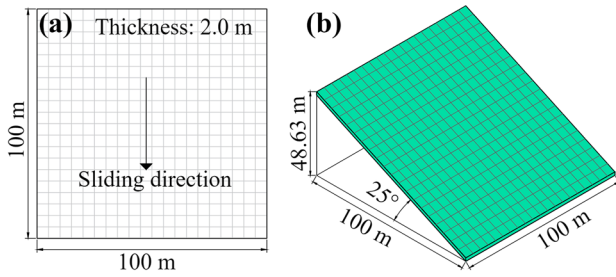 (a) Thickness: 2.0 m
100 m
Sliding direction
100 m
(b)
48.63 m
25°
100 m
100 m